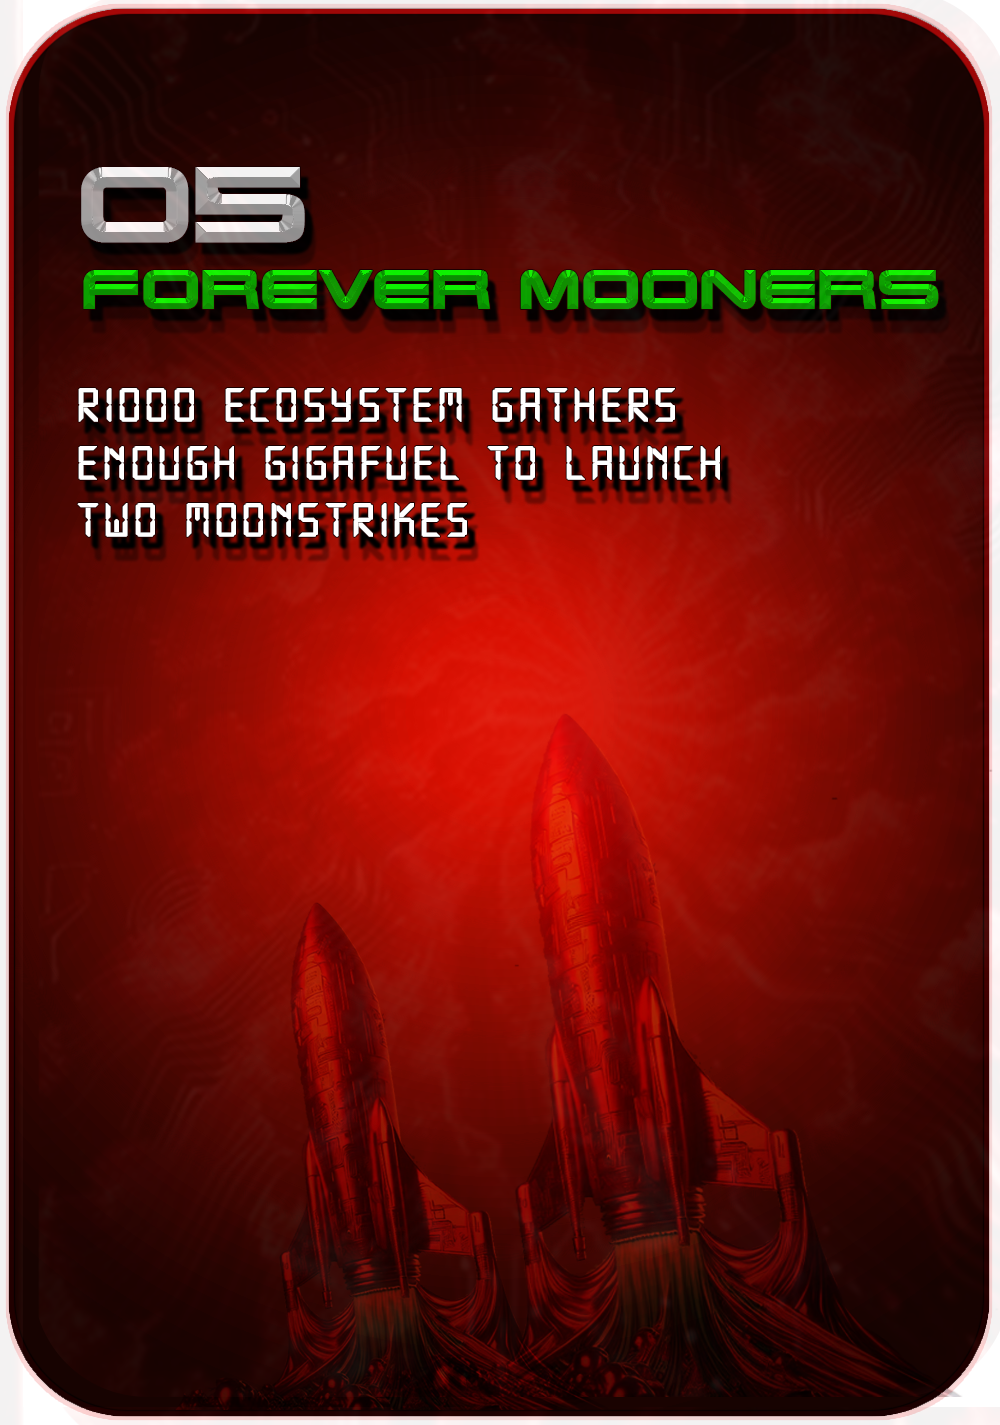 05
FOREVER MOONERS
R1000 ECOSYSTEM GATHERS
ENOUGH GIGAFUEL TO LAUNCH
TWO MOONSTRIKES